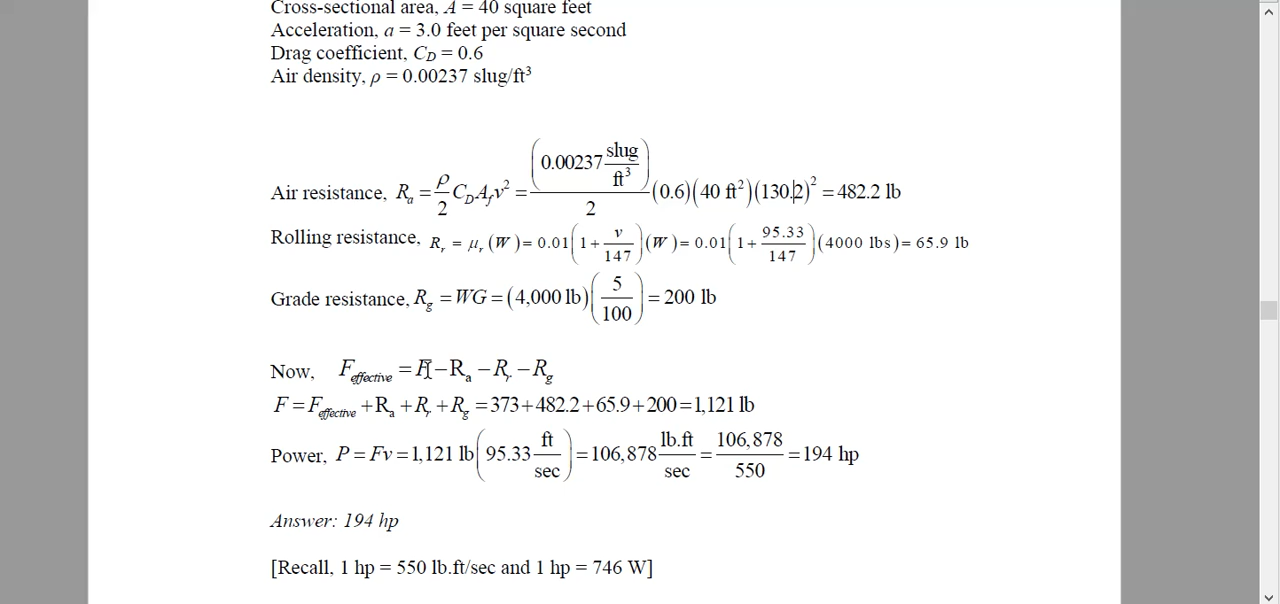 Cross-sectional area, A = 40 square feet
Acceleration, a = 3.0 feet per square second
Drag coefficient, C_D = 0.6
Air density, ρ = 0.00237 slug/ft³
Air resistance, R_a = ρ/2 C_D A_f v² = (0.00237 slug/ft³)/2 (0.6)(40 ft²)(130.2)² = 482.2 lb
Rolling resistance, R_r = μ_r (W) = 0.01(1 + v/147)(W) = 0.01(1 + 95.33/147)(4000 lbs) = 65.9 lb
Grade resistance, R_g = WG = (4,000 lb)(5/100) = 200 lb
Now, F_effective = F − R_a − R_r − R_g
F = F_effective + R_a + R_r + R_g = 373 + 482.2 + 65.9 + 200 = 1,121 lb
Power, P = Fv = 1,121 lb(95.33 ft/sec) = 106,878 lb.ft/sec = 106,878/550 = 194 hp
Answer: 194 hp
[Recall, 1 hp = 550 lb.ft/sec and 1 hp = 746 W]